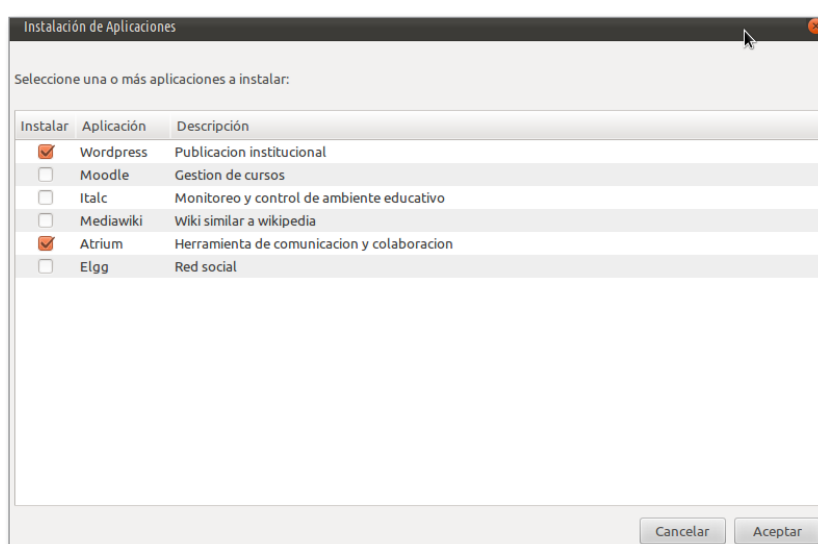 Instalación de Aplicaciones
Seleccione una o más aplicaciones a instalar:
Instalar Aplicación Descripción
Wordpress Publicacion institucional
Moodle Gestion de cursos
Italc Monitoreo y control de ambiente educativo
Mediawiki Wiki similar a wikipedia
Atrium Herramienta de comunicacion y colaboracion
Elgg Red social
Cancelar Aceptar